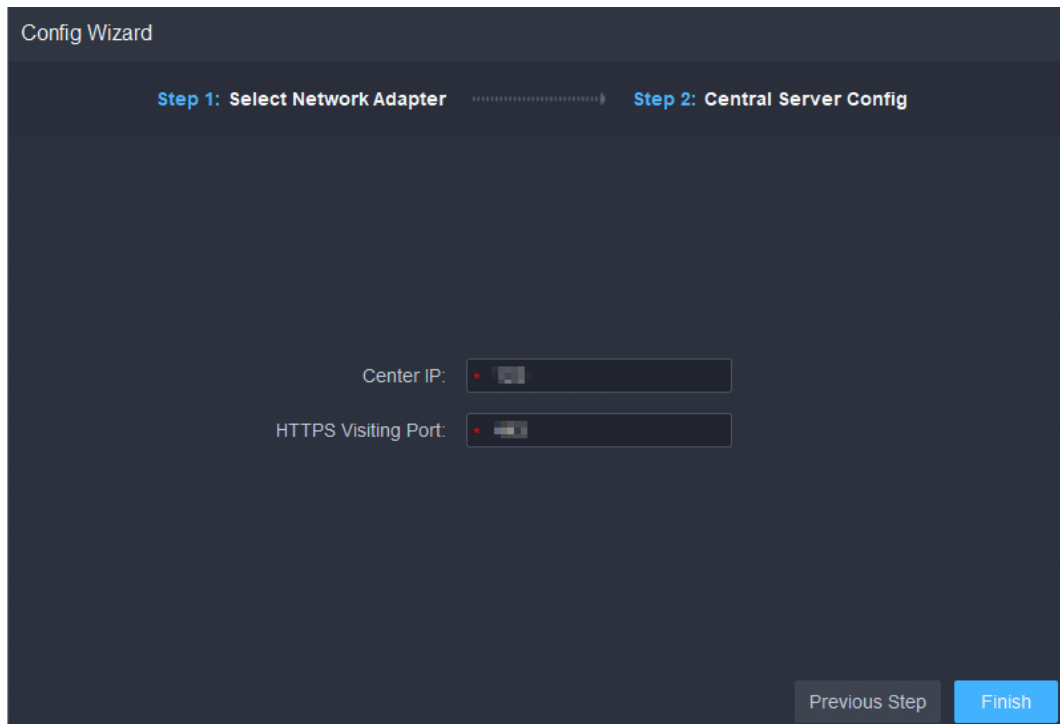 Config Wizard
Step 1: Select Network Adapter Step 2: Central Server Config
Center IP: *
HTTPS Visiting Port: *
Previous Step Finish